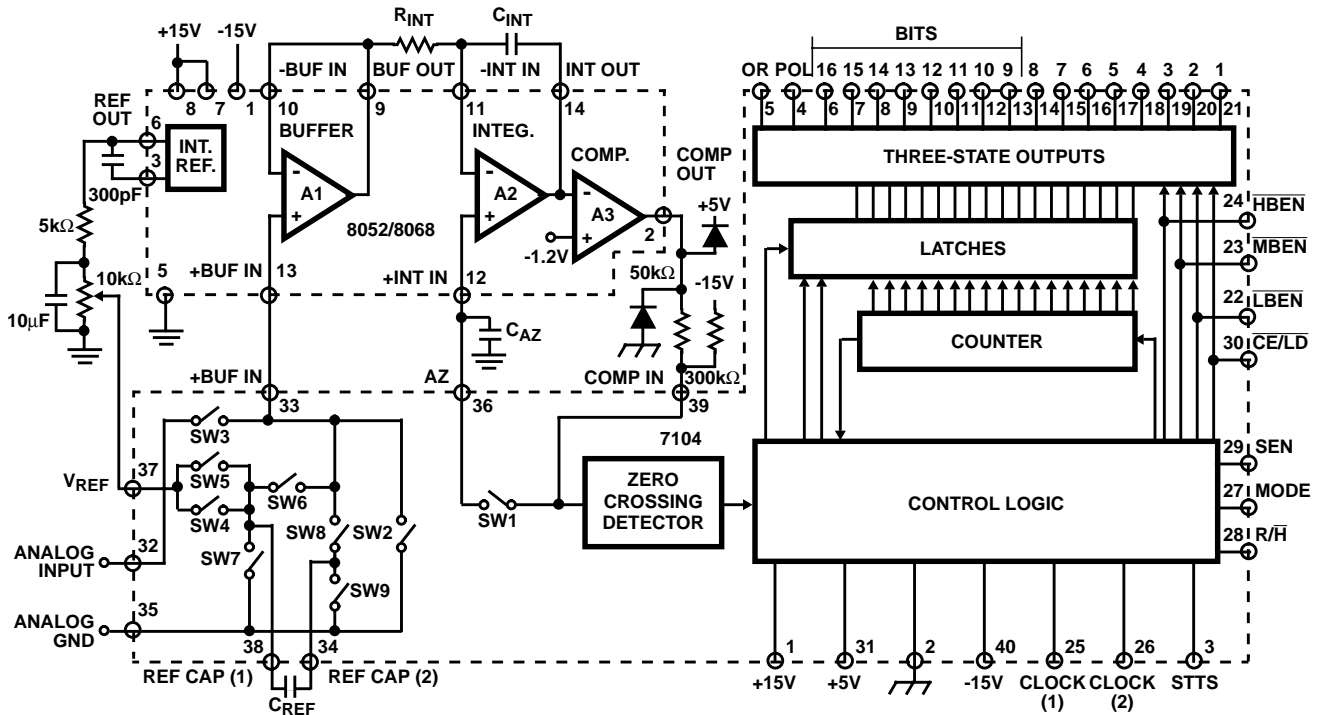 +15V -15V
R_INT C_INT
BITS
-BUF IN BUF OUT -INT IN INT OUT
OR POL 16 15 14 13 12 11 10 9 8 7 6 5 4 3 2 1
8 7 1 10 9 11 14
5 4 6 7 8 9 10 11 12 13 14 15 16 17 18 19 20 21
REF OUT
6
3
INT. REF.
300pF
BUFFER
- A1 +
INTEG.
- A2 +
COMP.
- A3 +
COMP OUT
2
-1.2V
8052/8068
+5V
50kΩ
-15V
300kΩ
5kΩ
10kΩ
10μF
5
+BUF IN 13
+INT IN 12
C_AZ
THREE-STATE OUTPUTS
LATCHES
COUNTER
24 HBEN
23 MBEN
22 LBEN
30 CE/LD
+BUF IN 33
AZ 36
COMP IN 39
7104
SW3
37 V_REF
SW5
SW4
SW6
SW7
SW8
SW2
SW9
SW1
ZERO CROSSING DETECTOR
CONTROL LOGIC
29 SEN
27 MODE
28 R/H
32 ANALOG INPUT
35 ANALOG GND
38 34
REF CAP (1) REF CAP (2)
C_REF
1 31 2 40 25 26 3
+15V +5V -15V CLOCK (1) CLOCK (2) STTS